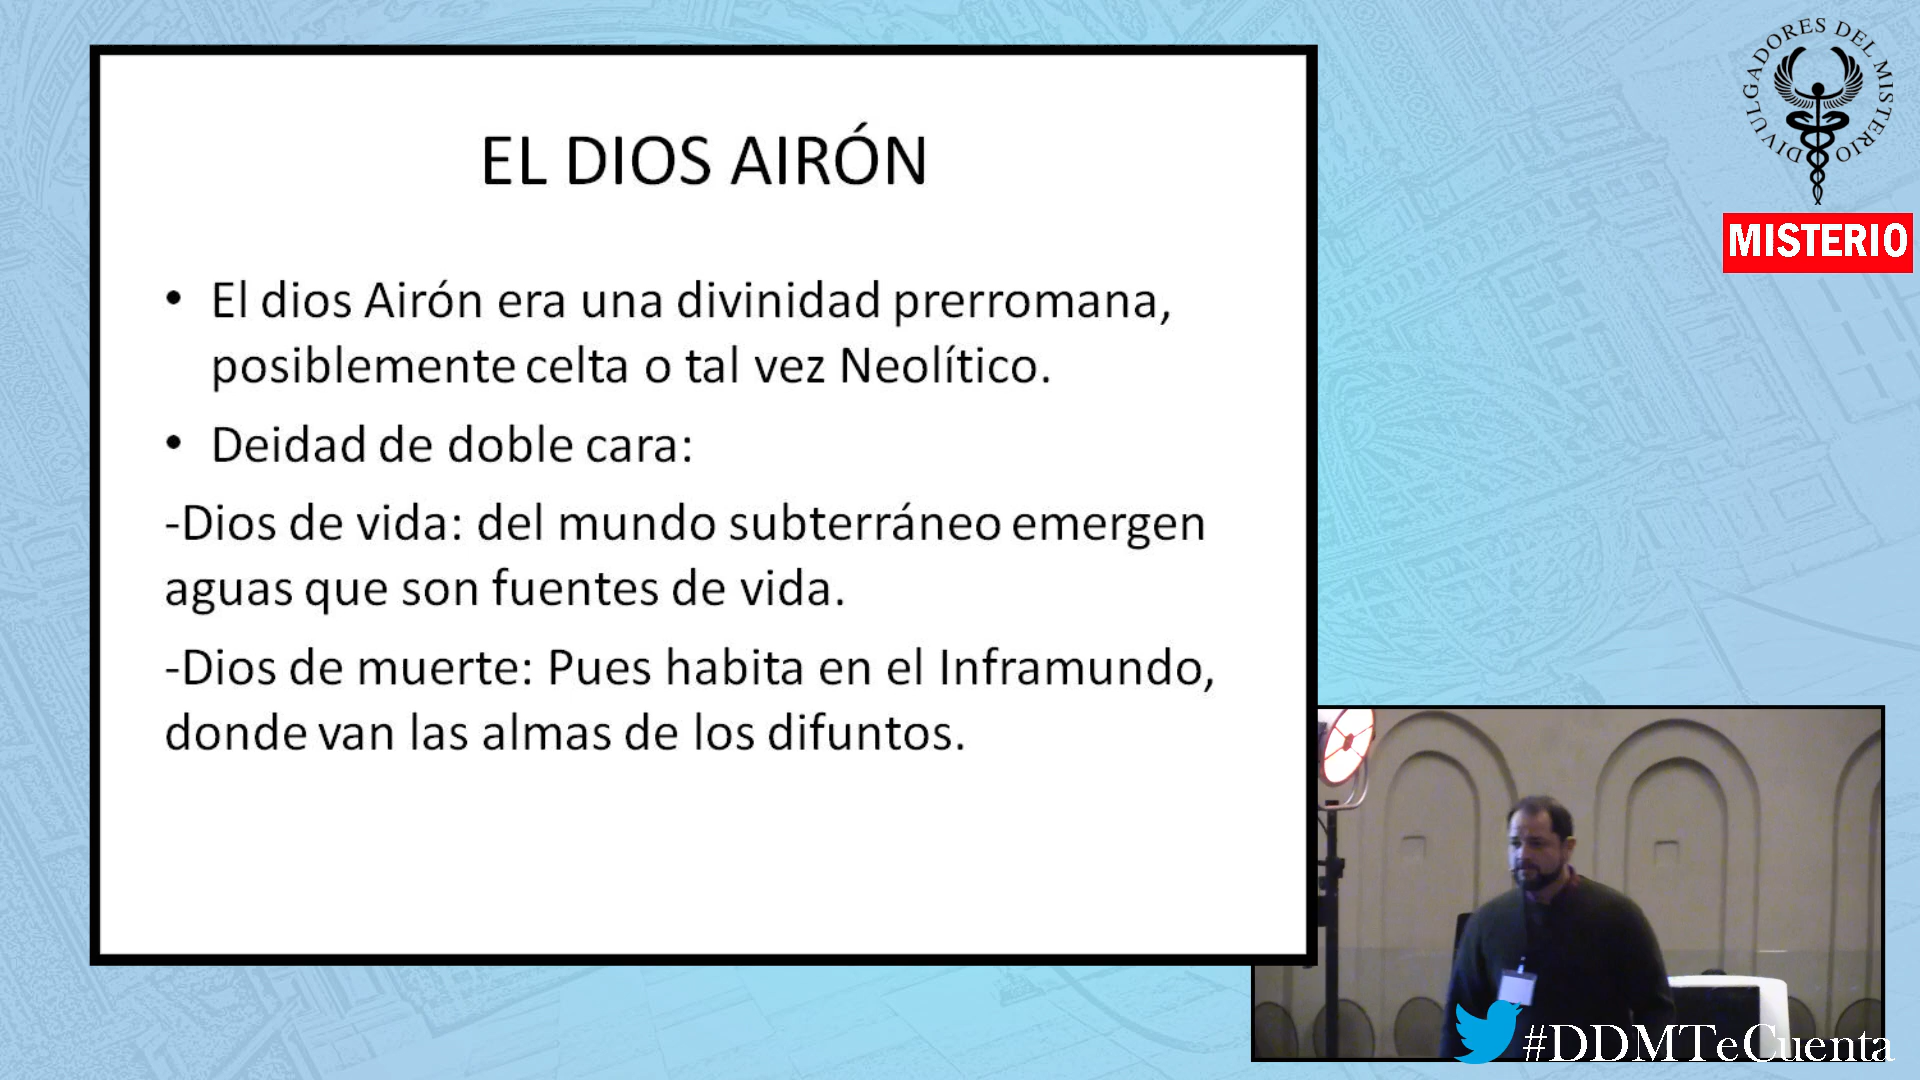 EL DIOS AIRÓN
• El dios Airón era una divinidad prerromana,
posiblemente celta o tal vez Neolítico.
• Deidad de doble cara:
-Dios de vida: del mundo subterráneo emergen
aguas que son fuentes de vida.
-Dios de muerte: Pues habita en el Inframundo,
donde van las almas de los difuntos.
DIVULGADORES DEL MISTERIO
MISTERIO
#DDMTeCuenta